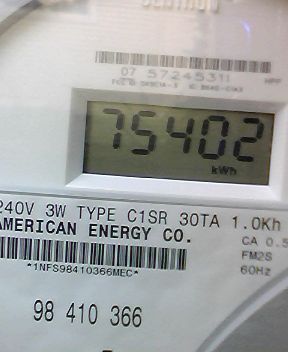 CENTRON
07 57245311
75402
kWh
240V 3W TYPE C1SR 30TA 1.0Kh
AMERICAN ENERGY CO.
CA 0.5
FM2S
60Hz
*1NFS98410366MEC*
98 410 366